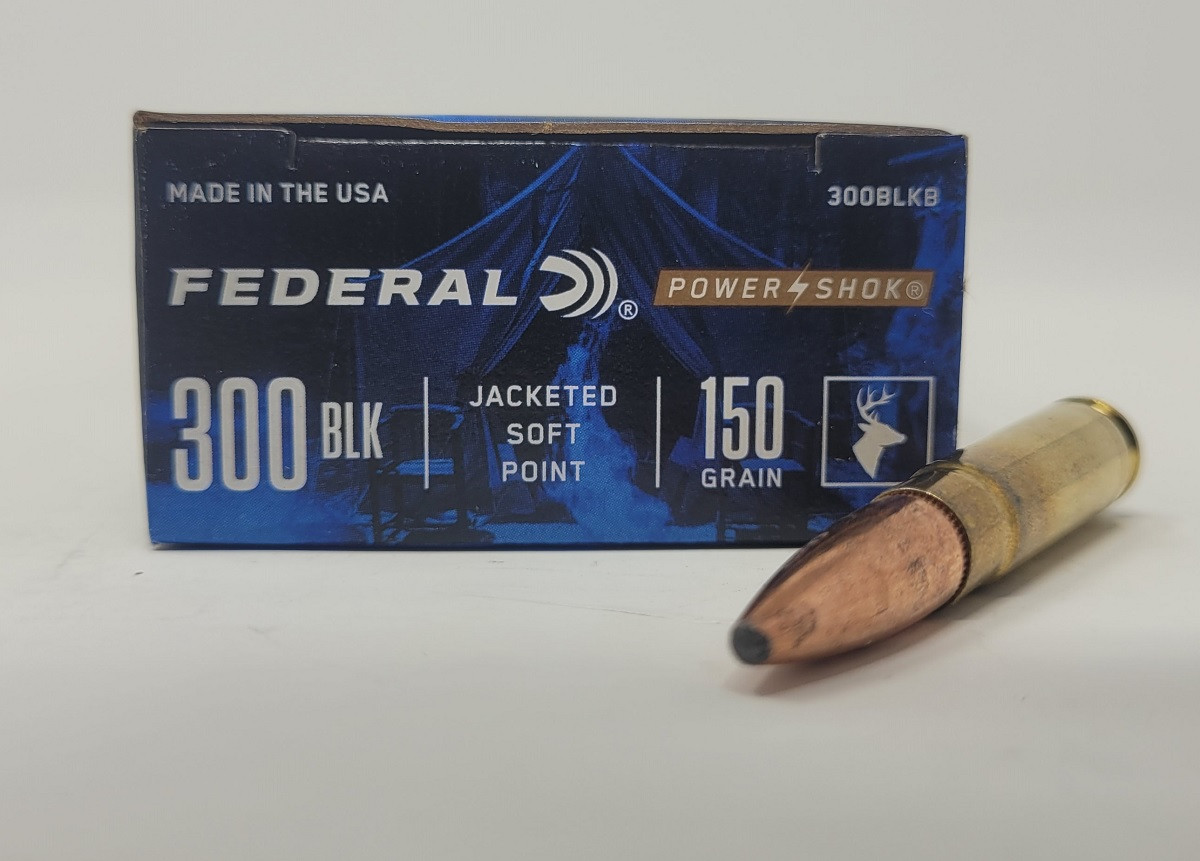 MADE IN THE USA 300BLKB
FEDERAL ® POWER SHOK®
300 BLK
JACKETED
SOFT
POINT
150
GRAIN